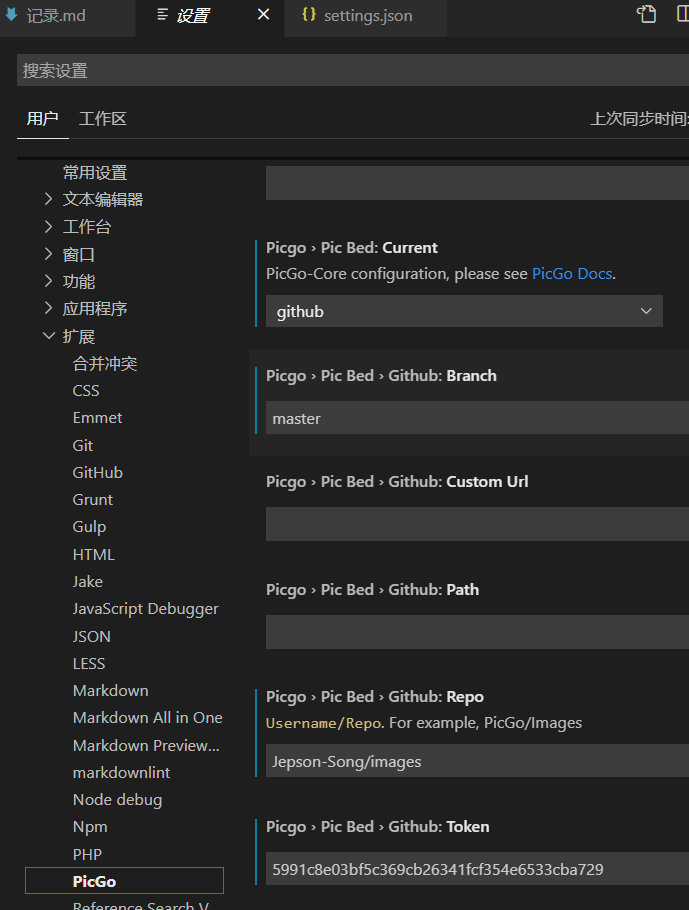 记录.md
设置
settings.json
搜索设置
用户
工作区
上次同步时间:
常用设置
文本编辑器
工作台
窗口
功能
应用程序
扩展
合并冲突
CSS
Emmet
Git
GitHub
Grunt
Gulp
HTML
Jake
JavaScript Debugger
JSON
LESS
Markdown
Markdown All in One
Markdown Preview...
markdownlint
Node debug
Npm
PHP
PicGo
Reference Search V
Picgo › Pic Bed: Current
PicGo-Core configuration, please see PicGo Docs.
github
Picgo › Pic Bed › Github: Branch
master
Picgo › Pic Bed › Github: Custom Url
Picgo › Pic Bed › Github: Path
Picgo › Pic Bed › Github: Repo
Username/Repo. For example, PicGo/Images
Jepson-Song/images
Picgo › Pic Bed › Github: Token
5991c8e03bf5c369cb26341fcf354e6533cba729